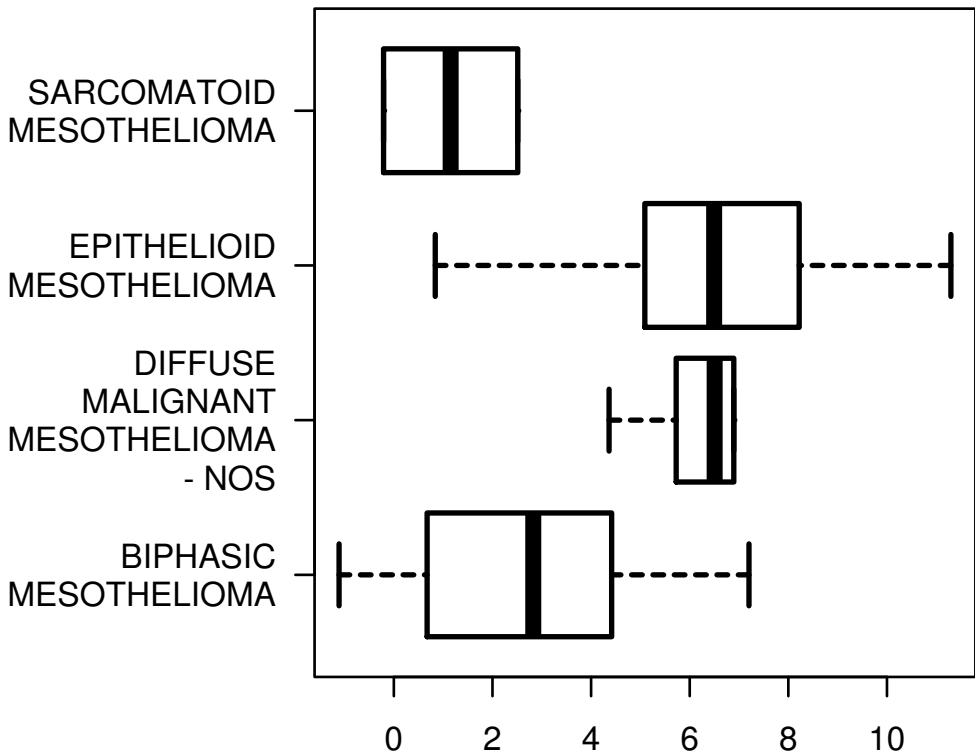 SARCOMATOID
MESOTHELIOMA
EPITHELIOID
MESOTHELIOMA
DIFFUSE
MALIGNANT
MESOTHELIOMA
- NOS
BIPHASIC
MESOTHELIOMA
0 2 4 6 8 10